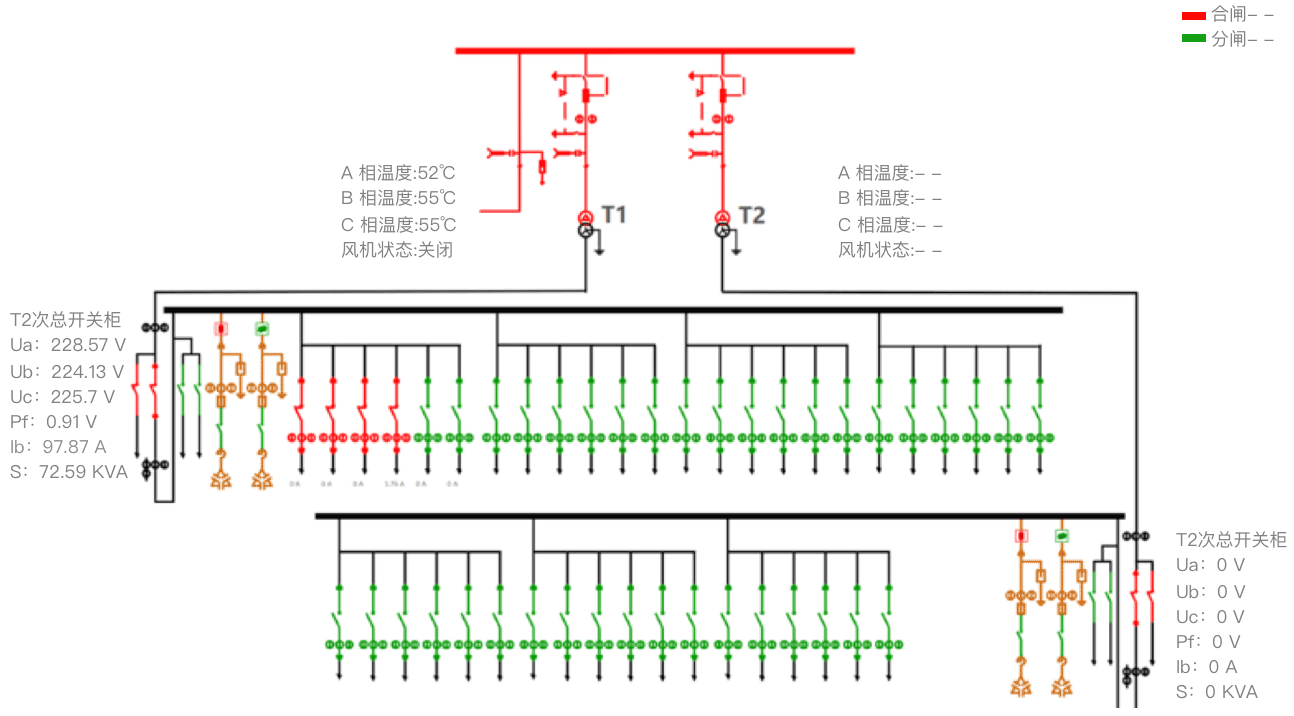 合闸– –
分闸– –
A 相温度:52℃
B 相温度:55℃
C 相温度:55℃
风机状态:关闭
T1
T2
A 相温度:– –
B 相温度:– –
C 相温度:– –
风机状态:– –
T2次总开关柜
Ua：228.57 V
Ub：224.13 V
Uc：225.7 V
Pf：0.91 V
Ib：97.87 A
S：72.59 KVA
0 A 0 A 0 A 0 A 0 A
T2次总开关柜
Ua：0 V
Ub：0 V
Uc：0 V
Pf：0 V
Ib：0 A
S：0 KVA